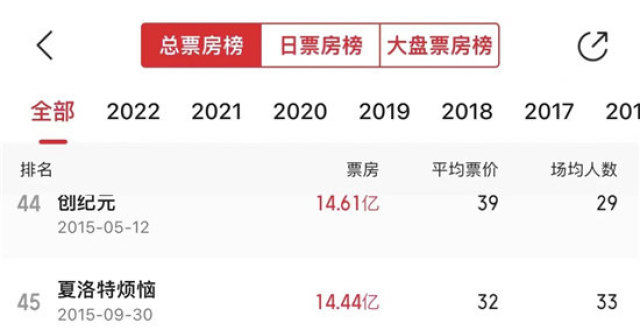 总票房榜 日票房榜 大盘票房榜
全部 2022 2021 2020 2019 2018 2017 201
排名 票房 平均票价 场均人数
44 创纪元 14.61亿 39 29
2015-05-12
45 夏洛特烦恼 14.44亿 32 33
2015-09-30